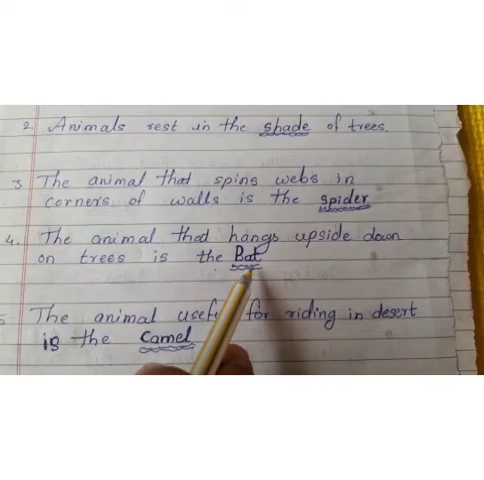 2. Animals rest in the shade of trees.
3 The animal that spins webs in
corners of walls is the spider
4. The animal that hangs upside down
on trees is the Bat
5 The animal usef for riding in desert
is the camel